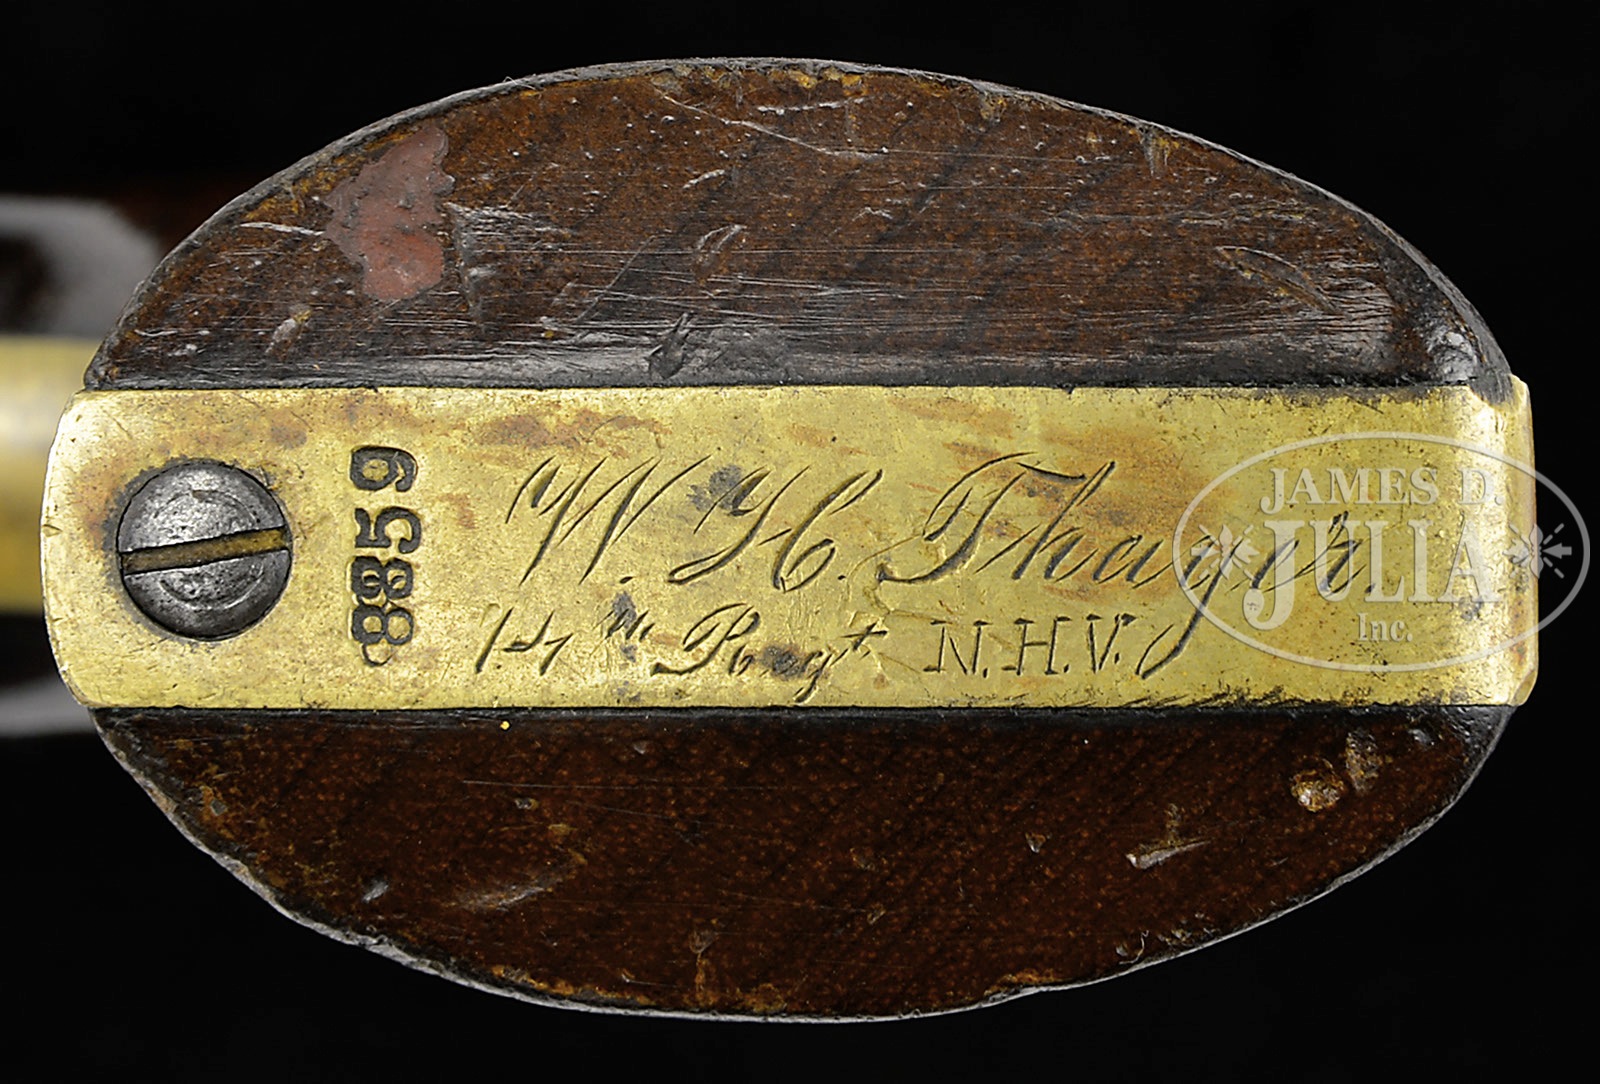 8859
W. H. Thayer.
14th Regt N.H.V.
JAMES D.
JULIA
Inc.